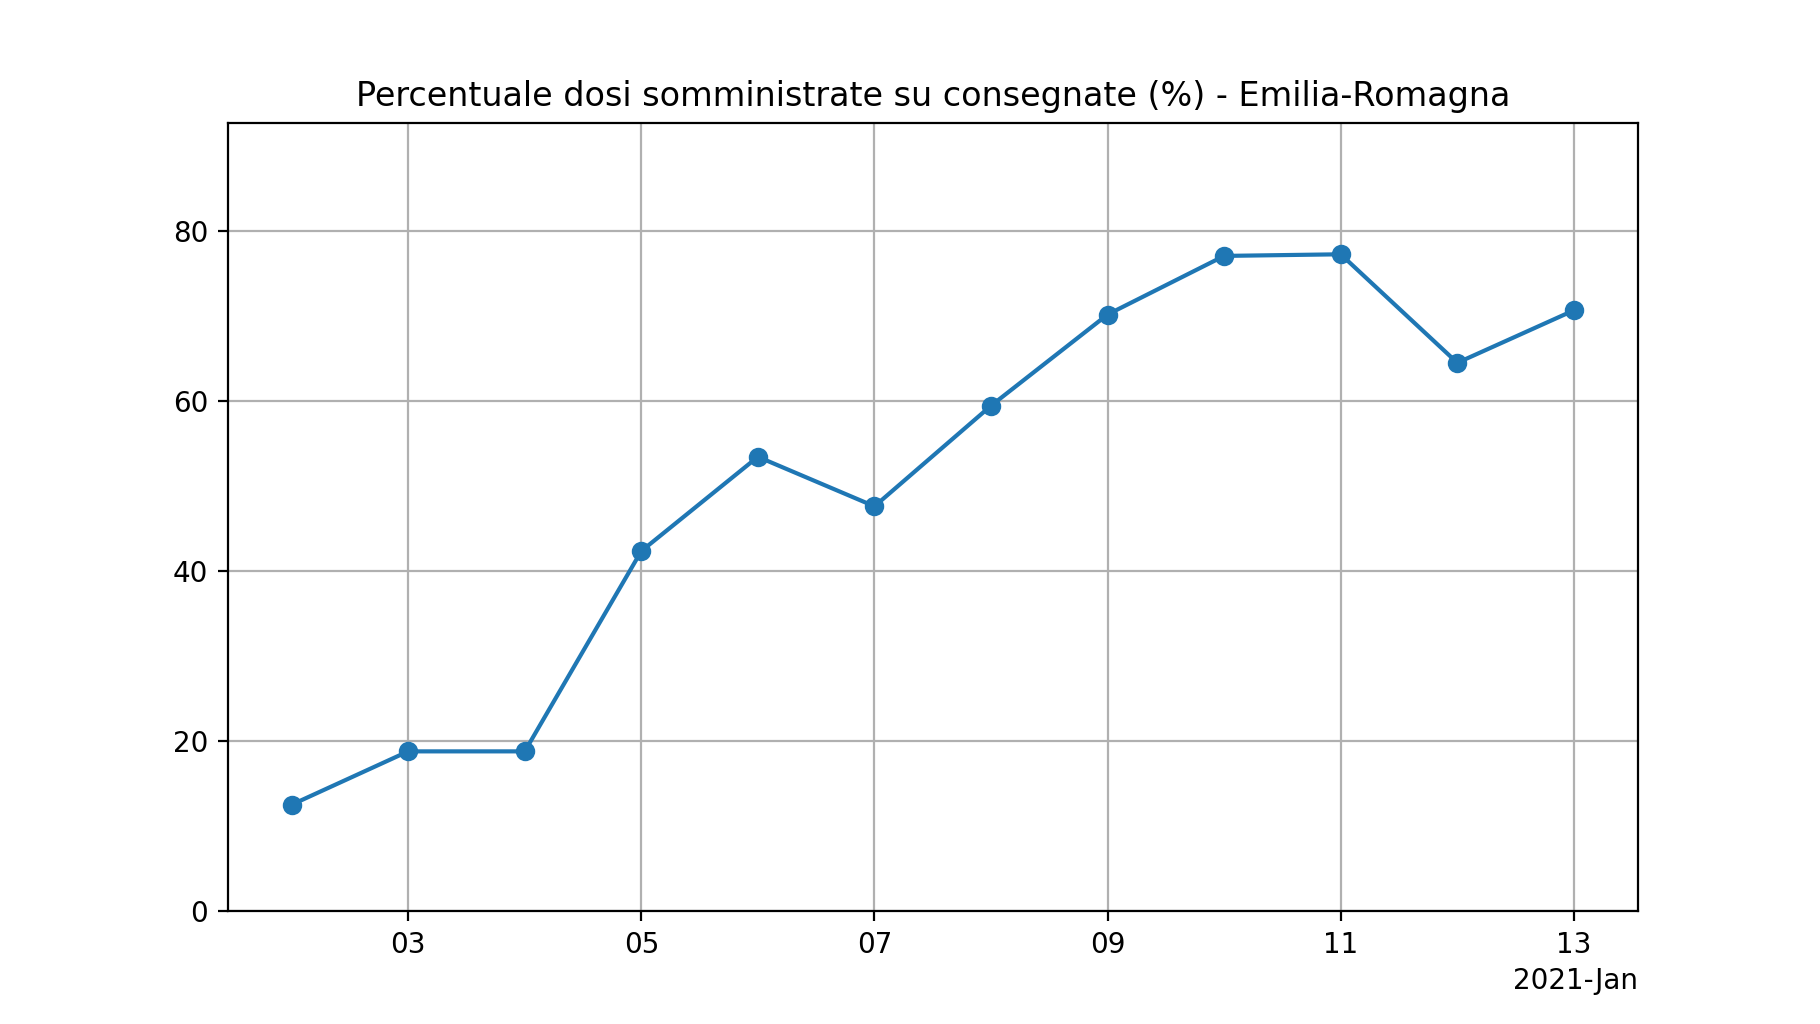 Percentuale dosi somministrate su consegnate (%) - Emilia-Romagna
80
60
40
20
0
03 05 07 09 11 13
2021-Jan